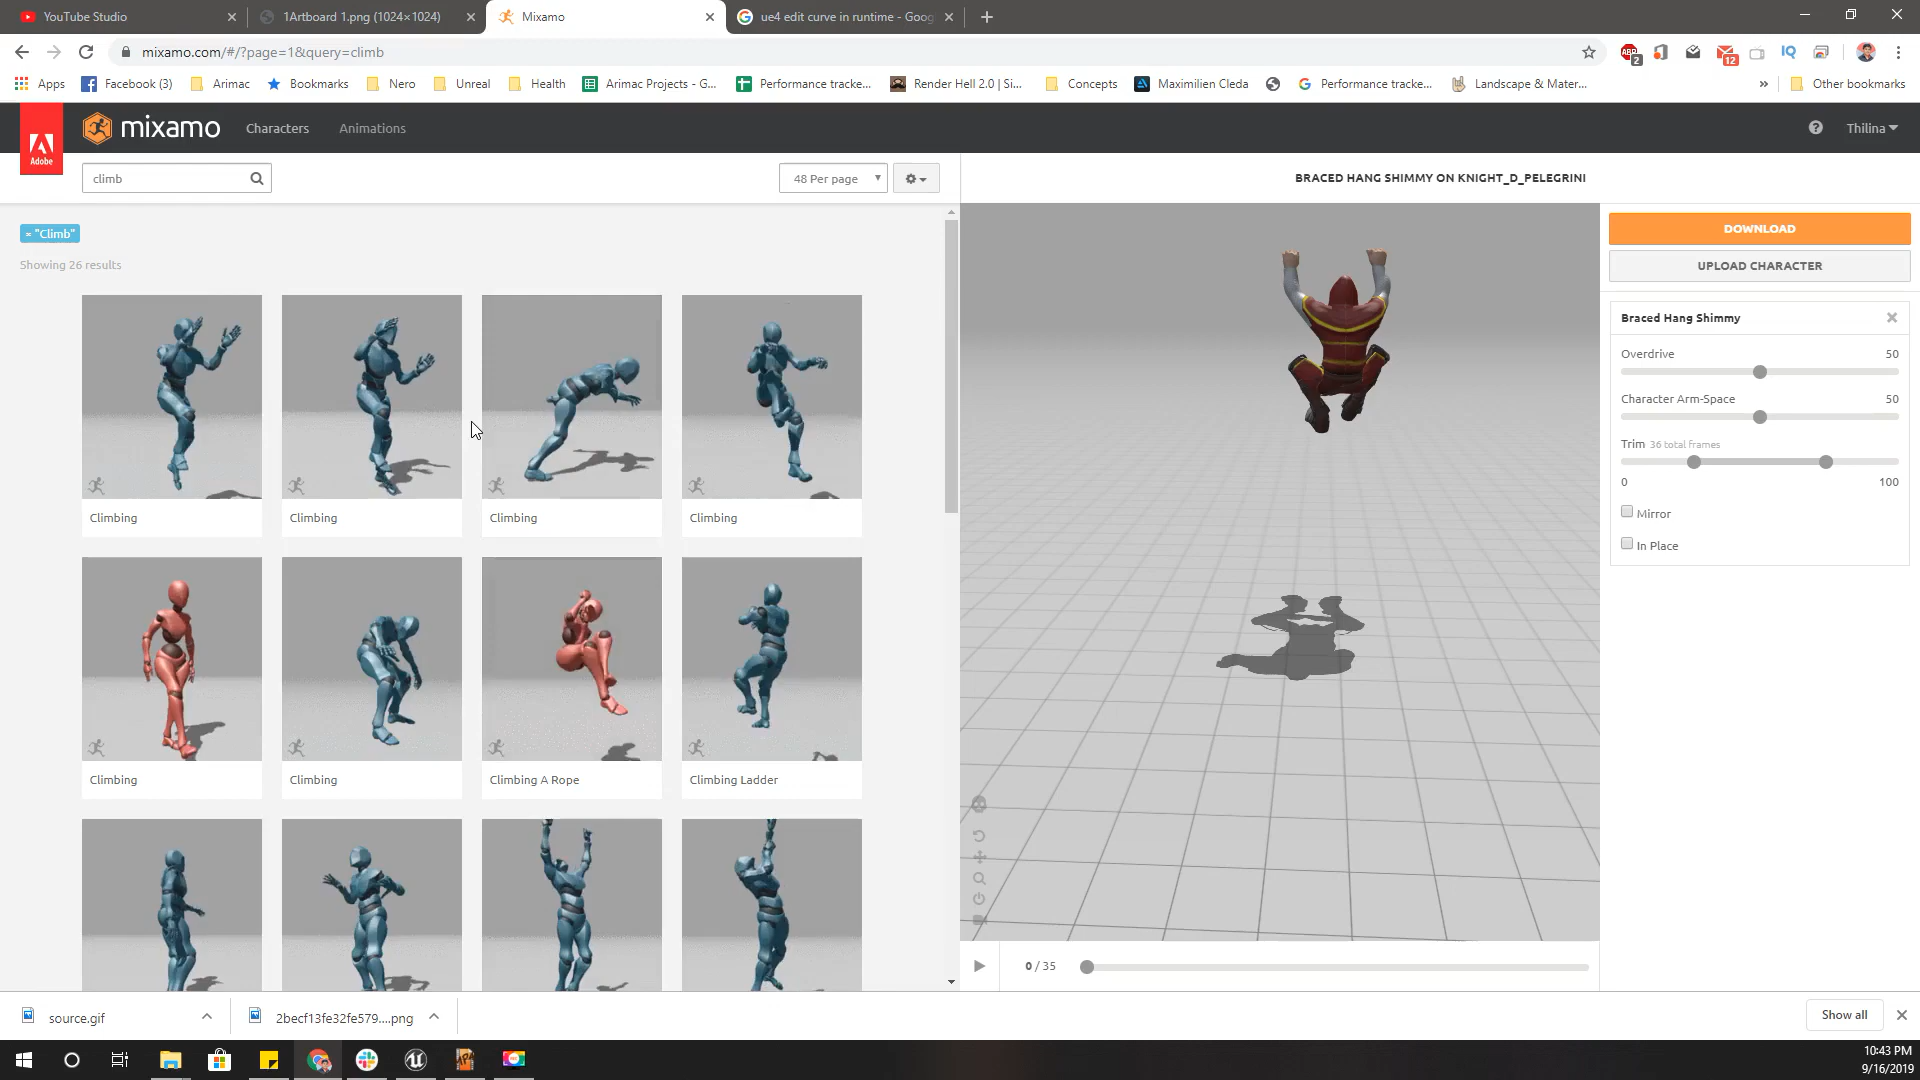 YouTube Studio
1Artboard 1.png (1024×1024)
Mixamo
ue4 edit curve in runtime - Goog
mixamo.com/#/?page=1&query=climb
ABP
2
12
IQ
Apps
Facebook (3)
Arimac
Bookmarks
Nero
Unreal
Health
Arimac Projects - G...
Performance tracke...
Render Hell 2.0 | Si...
Concepts
Maximilien Cleda
Performance tracke...
Landscape & Mater...
»
Other bookmarks
Adobe
mixamo
Characters
Animations
Thilina
climb
48 Per page
BRACED HANG SHIMMY ON KNIGHT_D_PELEGRINI
× "Climb"
Showing 26 results
Climbing
Climbing
Climbing
Climbing
Climbing
Climbing
Climbing A Rope
Climbing Ladder
DOWNLOAD
UPLOAD CHARACTER
Braced Hang Shimmy
Overdrive
50
Character Arm-Space
50
Trim 36 total frames
0
100
Mirror
In Place
0 / 35
source.gif
2becf13fe32fe579....png
Show all
10:43 PM
9/16/2019